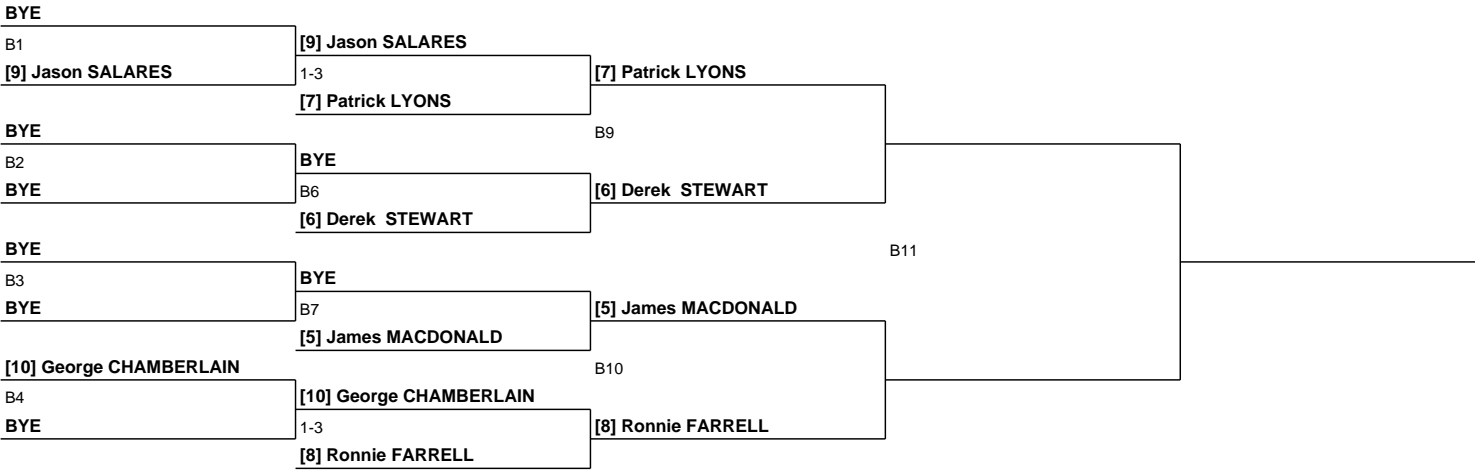 BYE
B1
[9] Jason SALARES
[9] Jason SALARES
1-3
[7] Patrick LYONS
[7] Patrick LYONS
BYE
B9
B2
BYE
BYE
B6
[6] Derek  STEWART
[6] Derek  STEWART
BYE
B11
B3
BYE
BYE
B7
[5] James MACDONALD
[5] James MACDONALD
[10] George CHAMBERLAIN
B10
B4
[10] George CHAMBERLAIN
BYE
1-3
[8] Ronnie FARRELL
[8] Ronnie FARRELL